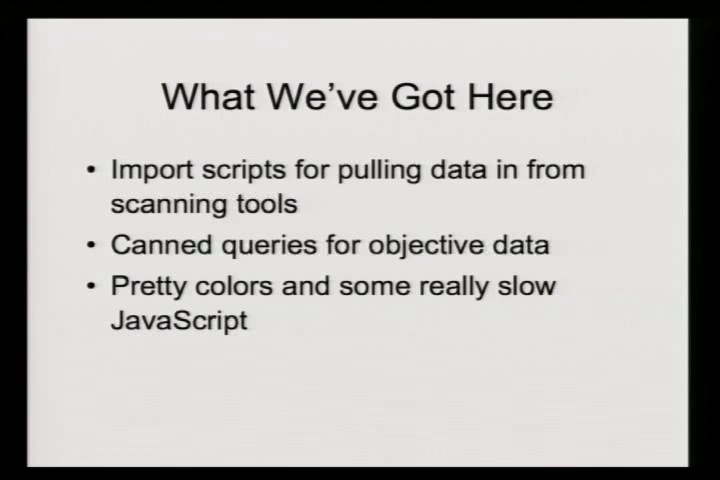 What We've Got Here
• Import scripts for pulling data in from
scanning tools
• Canned queries for objective data
• Pretty colors and some really slow
JavaScript